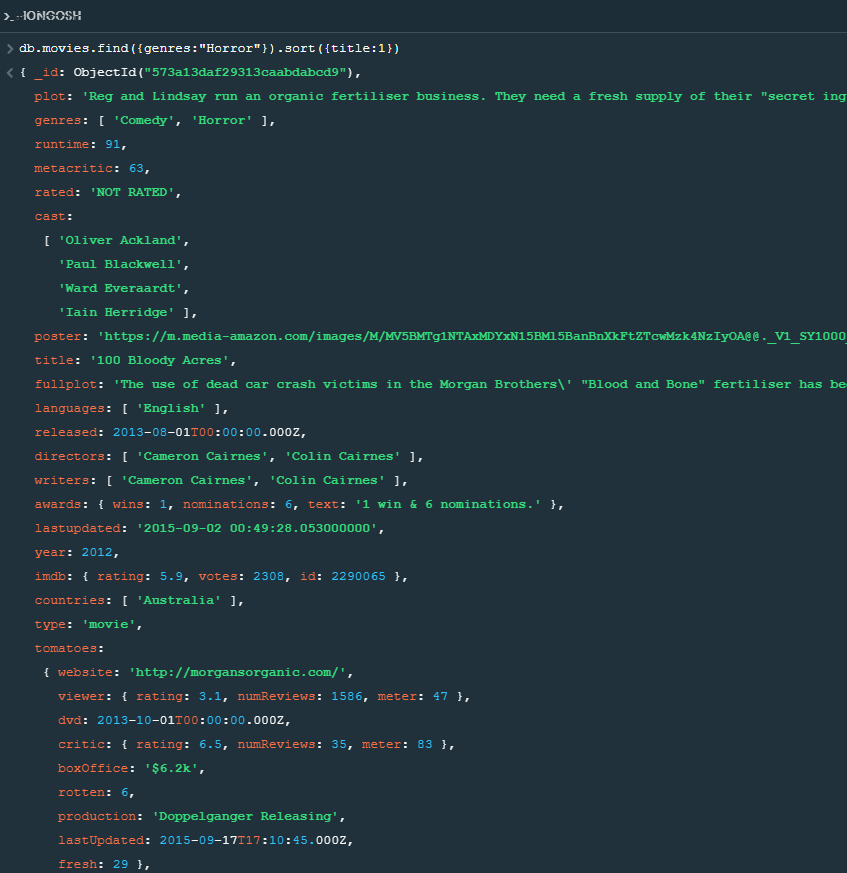 >_MONGOSH
> db.movies.find({genres:"Horror"}).sort({title:1})
< { _id: ObjectId("573a13daf29313caabdabcd9"),
plot: 'Reg and Lindsay run an organic fertiliser business. They need a fresh supply of their "secret ing
genres: [ 'Comedy', 'Horror' ],
runtime: 91,
metacritic: 63,
rated: 'NOT RATED',
cast:
[ 'Oliver Ackland',
'Paul Blackwell',
'Ward Everaardt',
'Iain Herridge' ],
poster: 'https://m.media-amazon.com/images/M/MV5BMTg1NTAxMDYxN15BMl5BanBnXkFtZTcwMzk4NzIyOA@@._V1_SY1000_
title: '100 Bloody Acres',
fullplot: 'The use of dead car crash victims in the Morgan Brothers\' "Blood and Bone" fertiliser has be
languages: [ 'English' ],
released: 2013-08-01T00:00:00.000Z,
directors: [ 'Cameron Cairnes', 'Colin Cairnes' ],
writers: [ 'Cameron Cairnes', 'Colin Cairnes' ],
awards: { wins: 1, nominations: 6, text: '1 win & 6 nominations.' },
lastupdated: '2015-09-02 00:49:28.053000000',
year: 2012,
imdb: { rating: 5.9, votes: 2308, id: 2290065 },
countries: [ 'Australia' ],
type: 'movie',
tomatoes:
{ website: 'http://morgansorganic.com/',
viewer: { rating: 3.1, numReviews: 1586, meter: 47 },
dvd: 2013-10-01T00:00:00.000Z,
critic: { rating: 6.5, numReviews: 35, meter: 83 },
boxOffice: '$6.2k',
rotten: 6,
production: 'Doppelganger Releasing',
lastUpdated: 2015-09-17T17:10:45.000Z,
fresh: 29 },